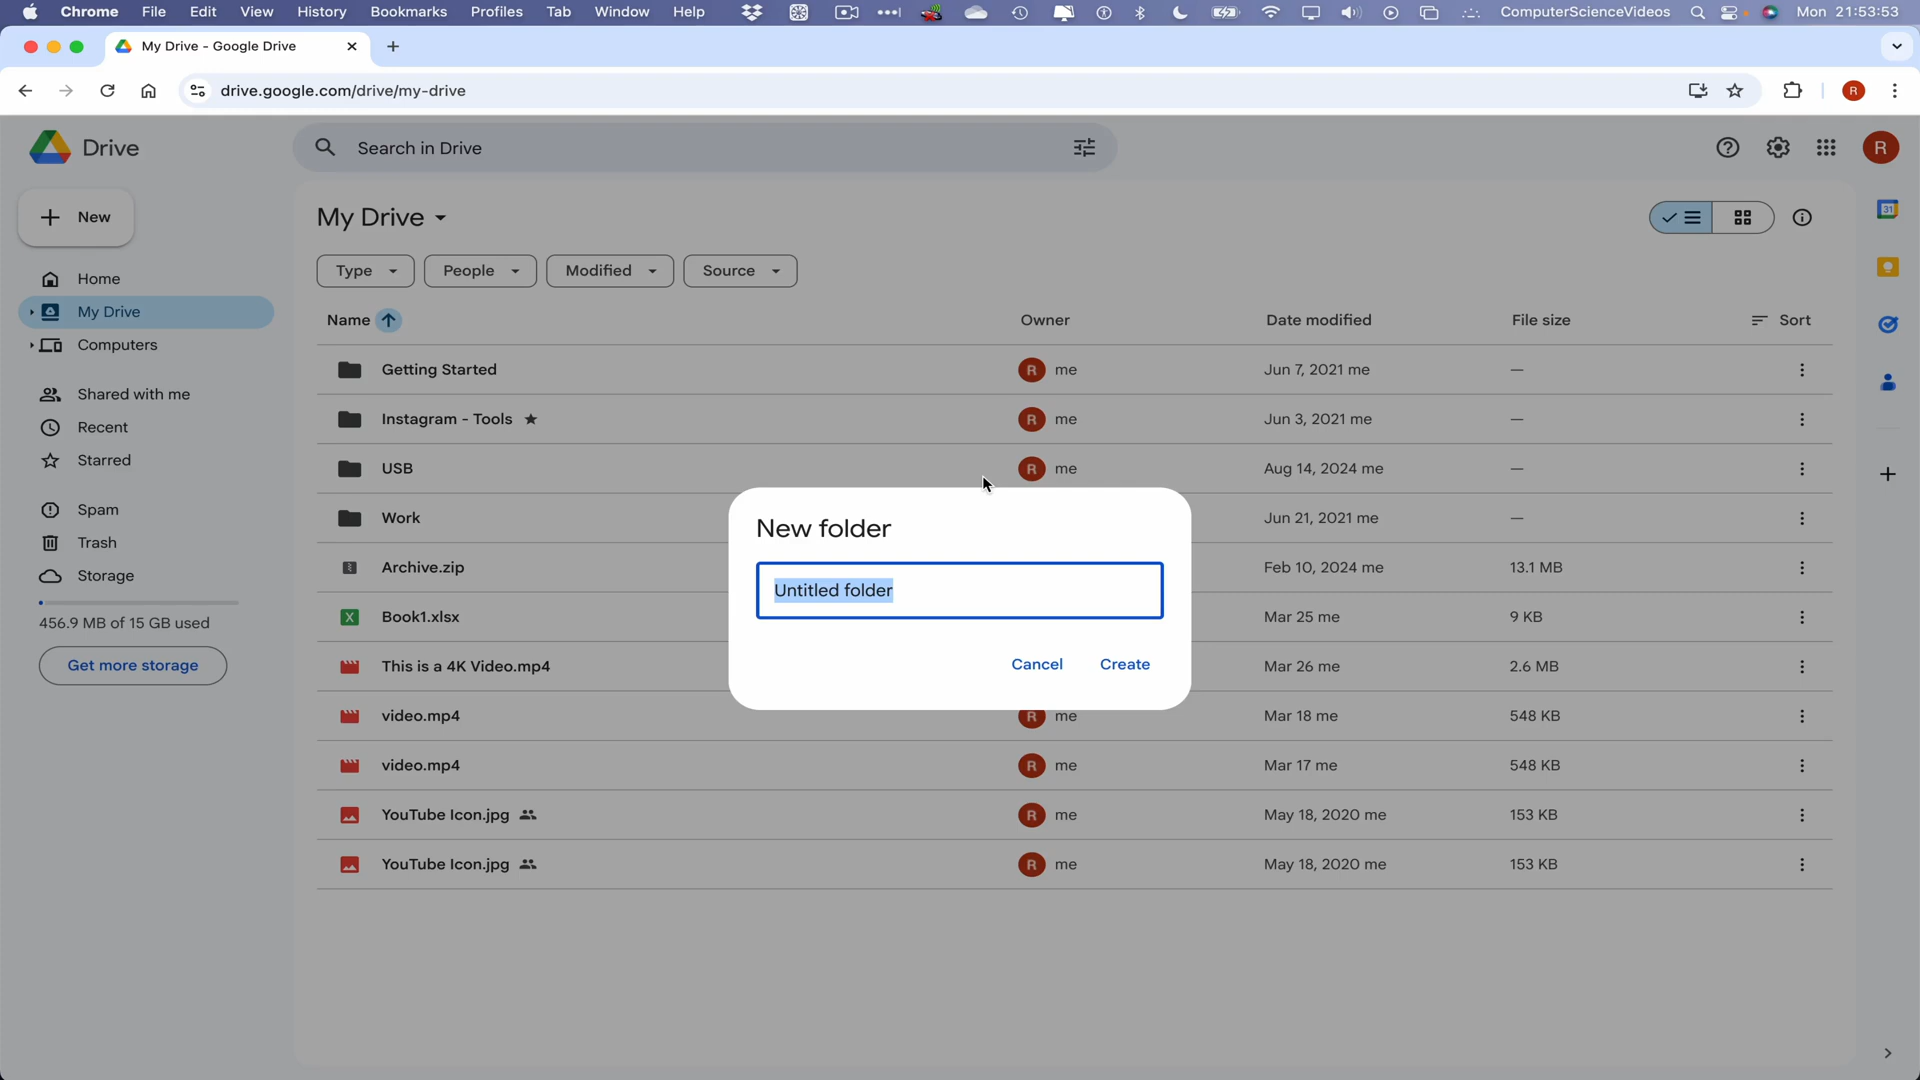 Chrome File Edit View History Bookmarks Profiles Tab Window Help ComputerScienceVideos Mon 21:53:53
My Drive - Google Drive
drive.google.com/drive/my-drive R
Drive
Search in Drive
R
New
My Drive
31
Home
My Drive
Computers
Shared with me
Recent
Starred
Spam
Trash
Storage
456.9 MB of 15 GB used
Get more storage
Type People Modified Source
Name Owner Date modified File size Sort
Getting Started R me Jun 7, 2021 me —
Instagram - Tools R me Jun 3, 2021 me —
USB R me Aug 14, 2024 me —
Work Jun 21, 2021 me —
Archive.zip Feb 10, 2024 me 13.1 MB
X Book1.xlsx Mar 25 me 9 KB
This is a 4K Video.mp4 Mar 26 me 2.6 MB
video.mp4 R me Mar 18 me 548 KB
video.mp4 R me Mar 17 me 548 KB
YouTube Icon.jpg R me May 18, 2020 me 153 KB
YouTube Icon.jpg R me May 18, 2020 me 153 KB
New folder
Untitled folder
Cancel Create